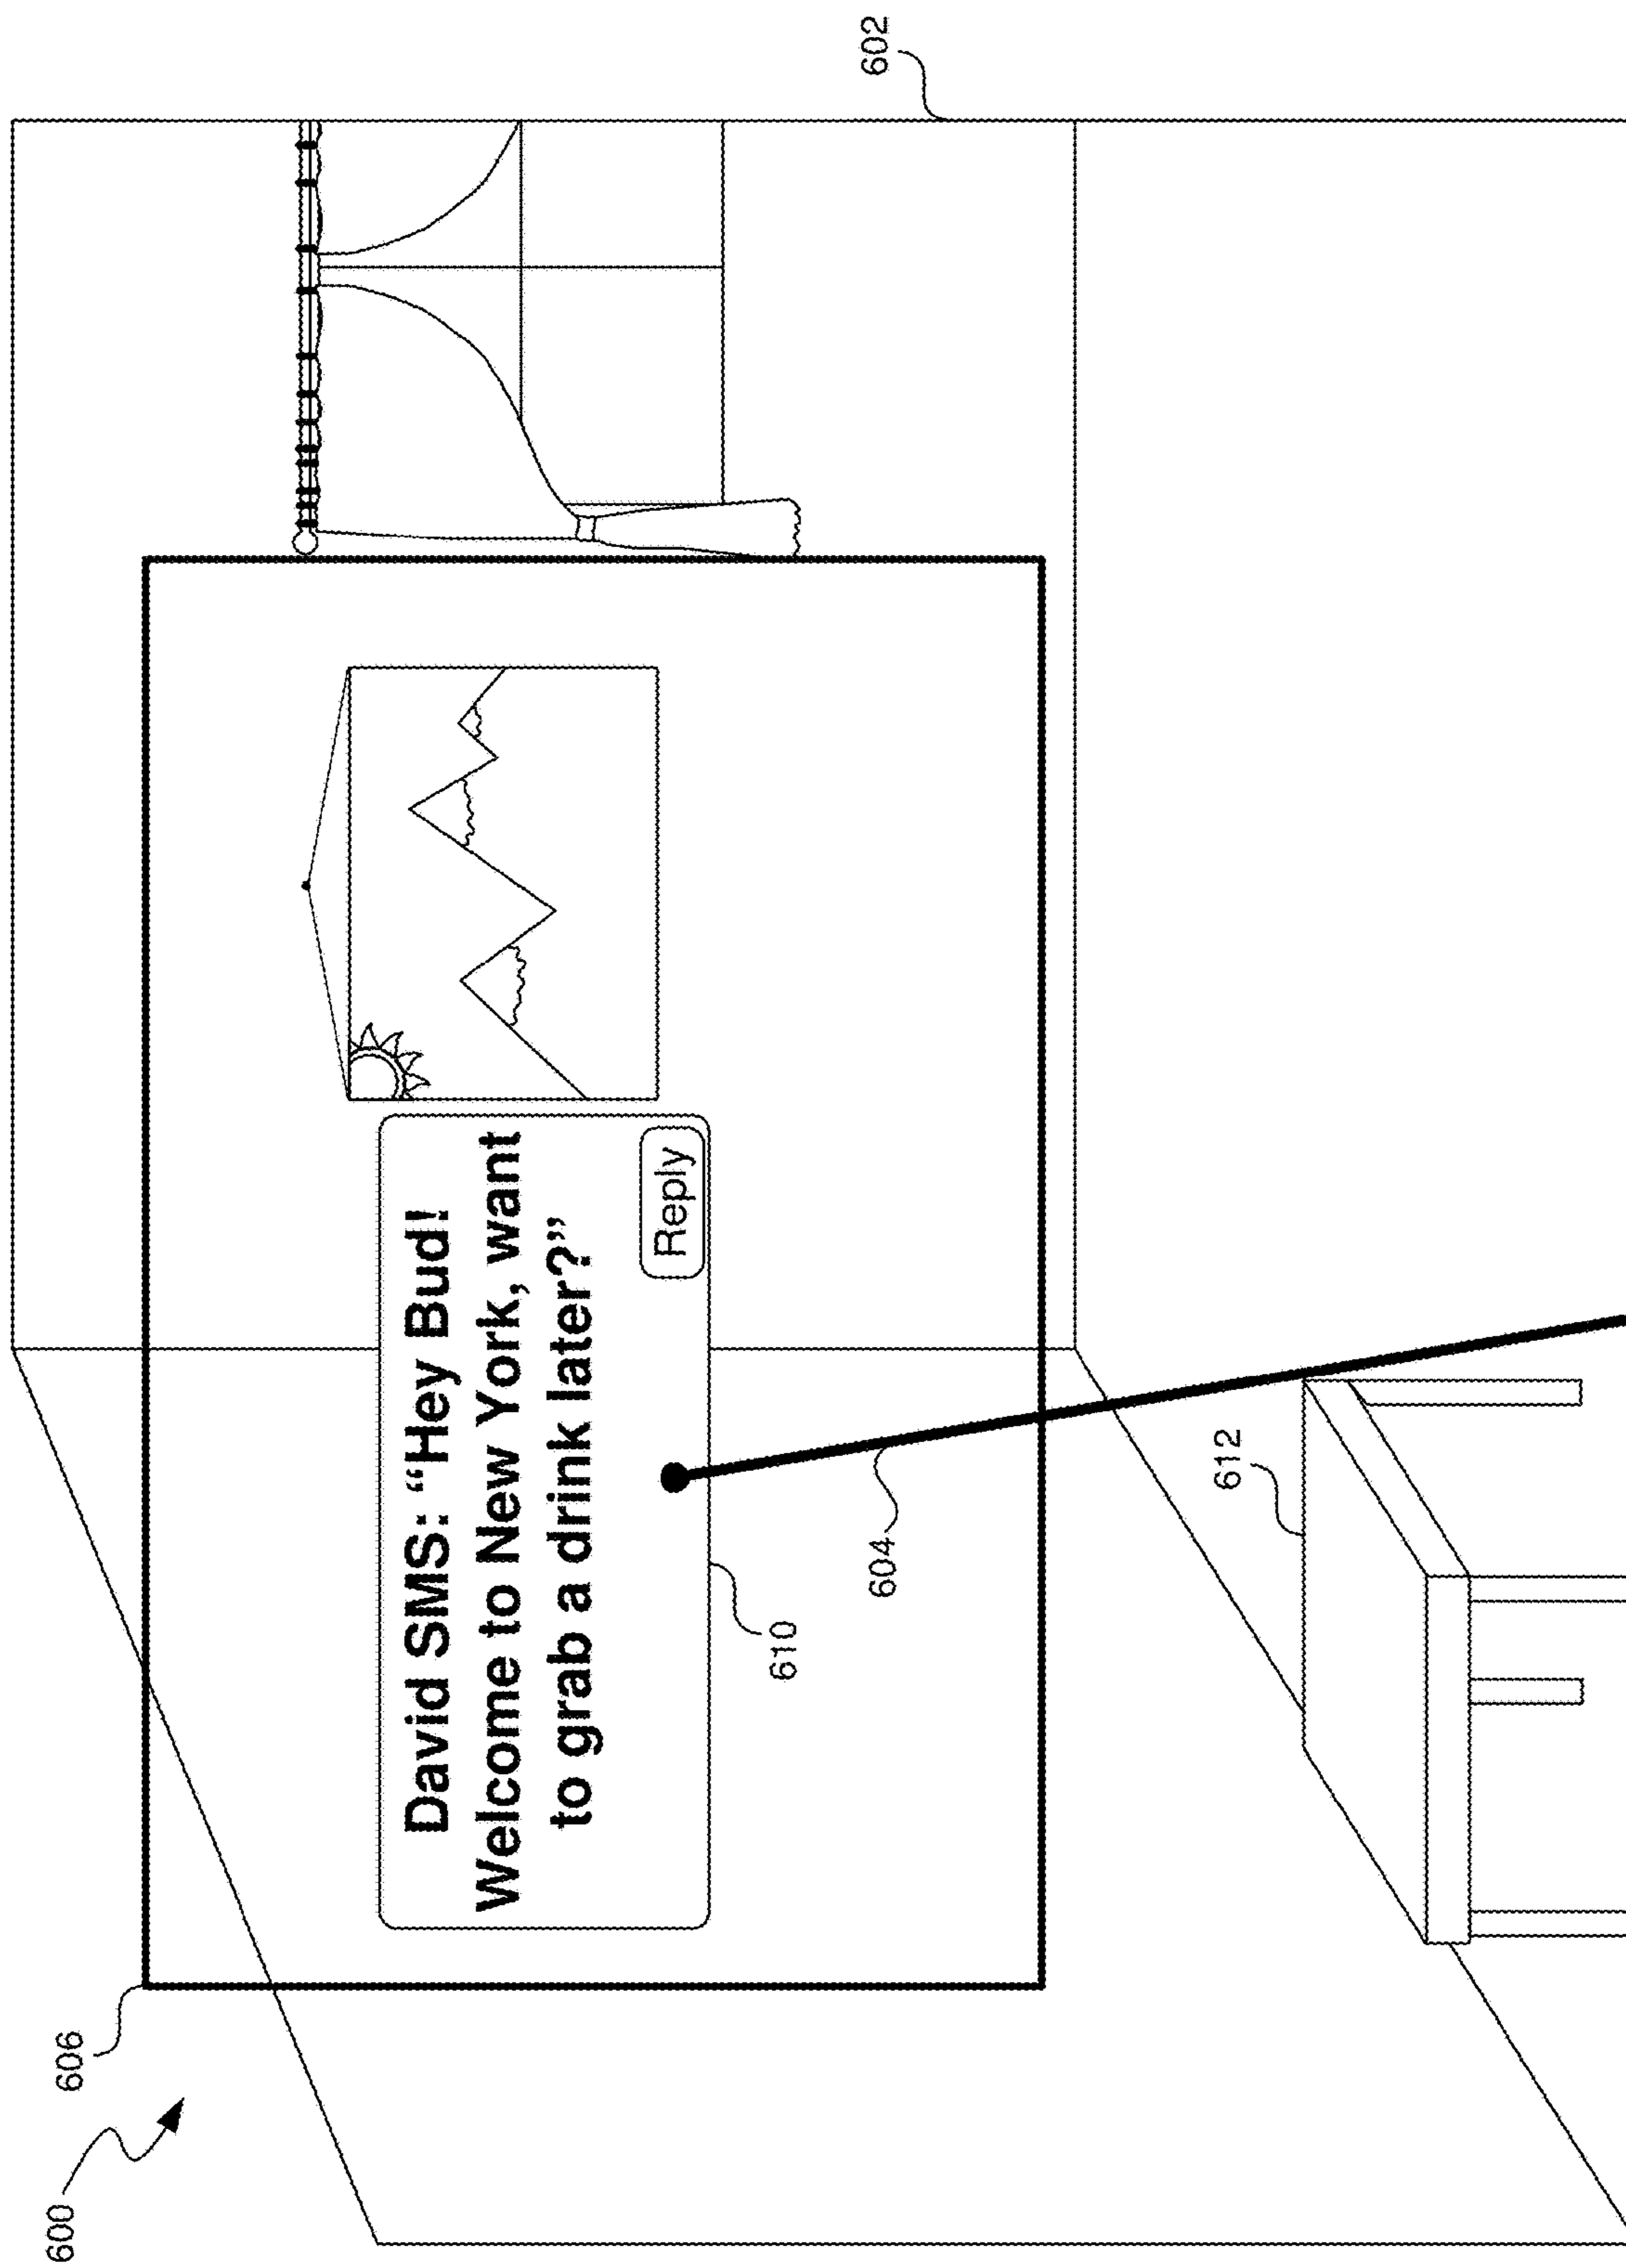 600
606
602
David SMS: “Hey Bud!
Welcome to New York, want
to grab a drink later?”
Reply
610
604
612